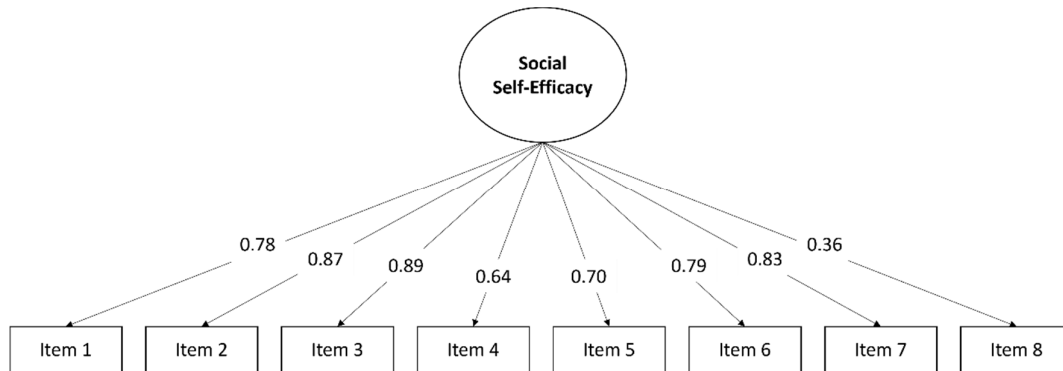 Social
Self-Efficacy
0.78
0.87
0.89
0.64
0.70
0.79
0.83
0.36
Item 1
Item 2
Item 3
Item 4
Item 5
Item 6
Item 7
Item 8